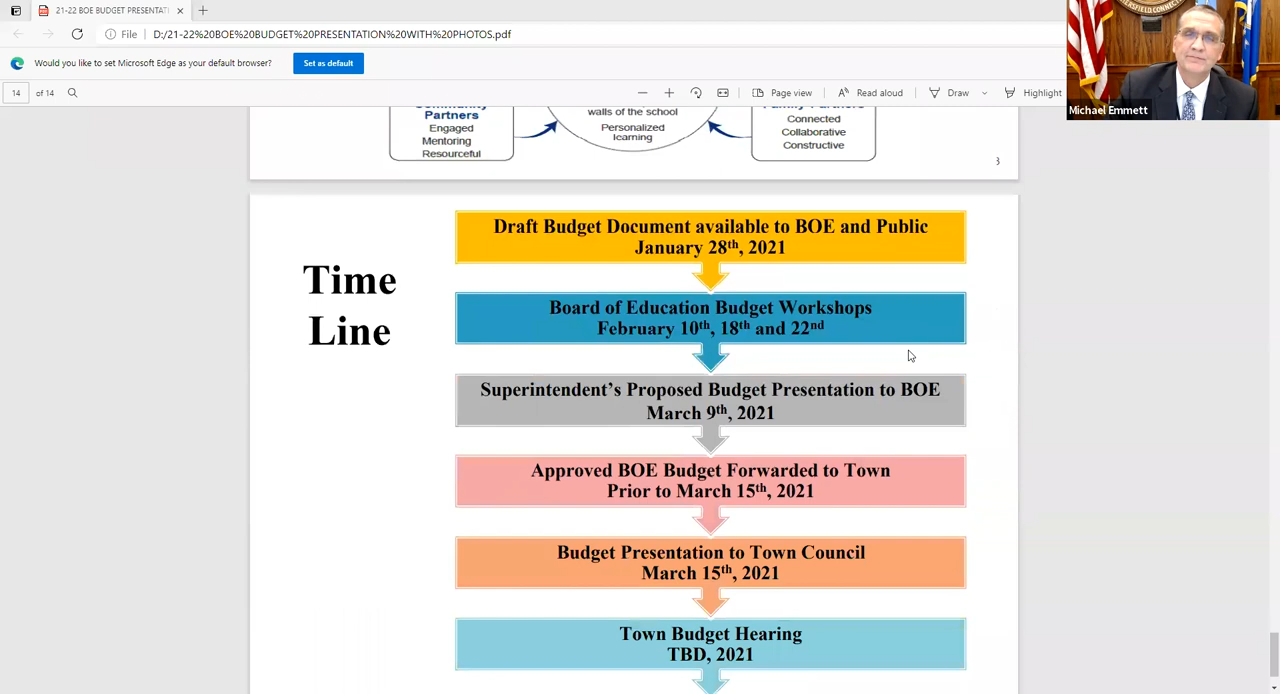 21-22 BOE BUDGET PRESENTATI
File D:/21-22%20BOE%20BUDGET%20PRESENTATION%20WITH%20PHOTOS.pdf
Would you like to set Microsoft Edge as your default browser? Set as default
14 of 14 Page view Read aloud Draw Highlight
Michael Emmett
Community
Partners
Engaged
Mentoring
Resourceful
walls of the school
Personalized
learning
Family Partners
Connected
Collaborative
Constructive
3
Time
Line
Draft Budget Document available to BOE and Public
January 28th, 2021
Board of Education Budget Workshops
February 10th, 18th and 22nd
Superintendent’s Proposed Budget Presentation to BOE
March 9th, 2021
Approved BOE Budget Forwarded to Town
Prior to March 15th, 2021
Budget Presentation to Town Council
March 15th, 2021
Town Budget Hearing
TBD, 2021